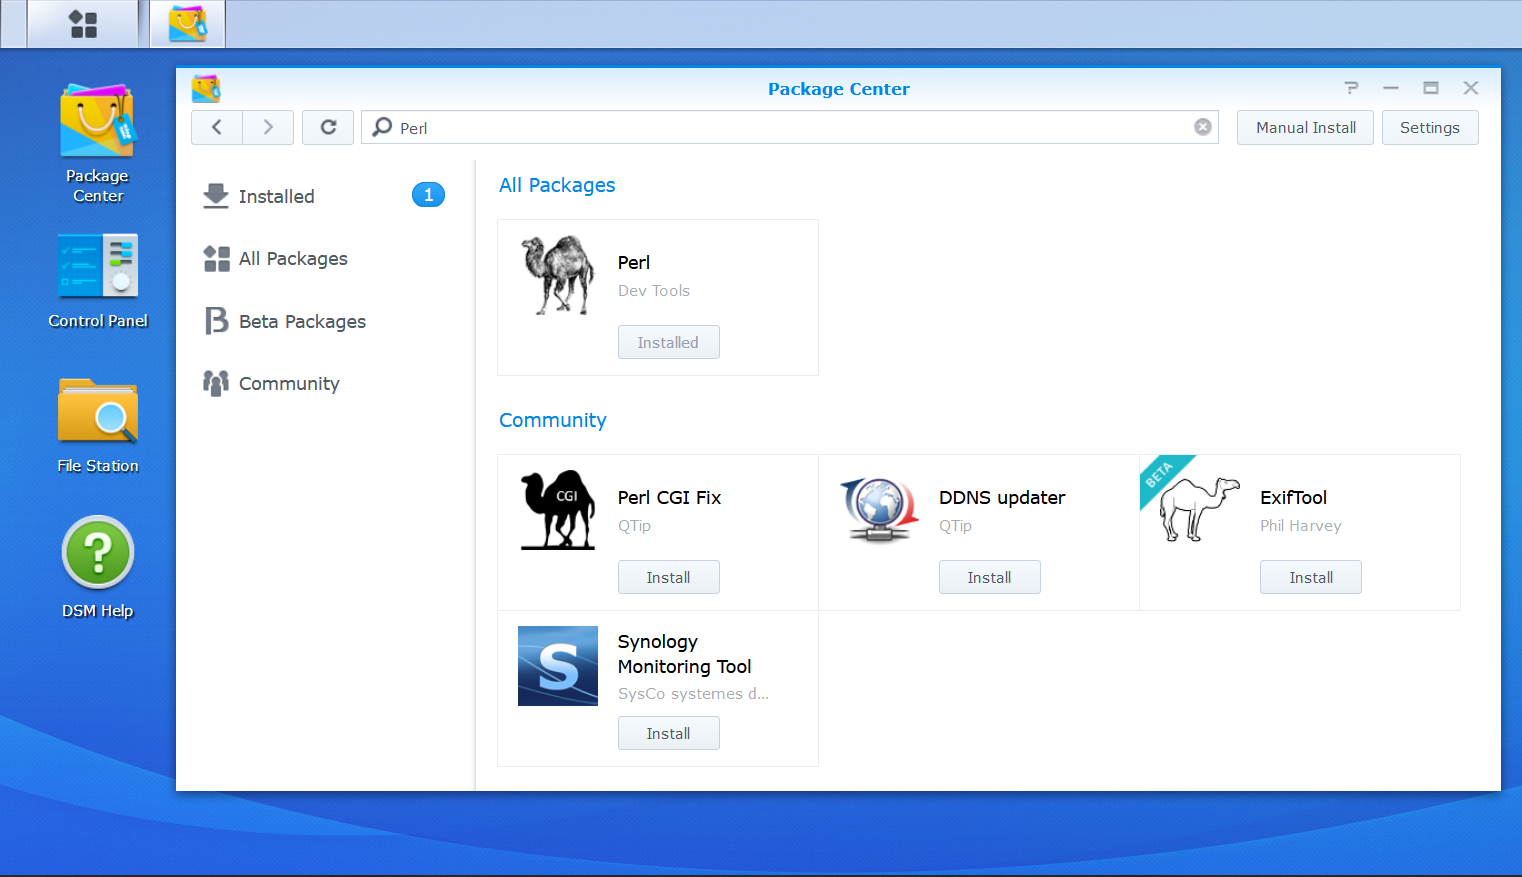 Package Center
Perl
Manual Install
Settings
Package
Center
Control Panel
File Station
DSM Help
Installed
1
All Packages
Beta Packages
Community
All Packages
Perl
Dev Tools
Installed
Community
CGI
Perl CGI Fix
QTip
Install
DDNS updater
QTip
Install
BETA
ExifTool
Phil Harvey
Install
S
Synology
Monitoring Tool
SysCo systemes d...
Install